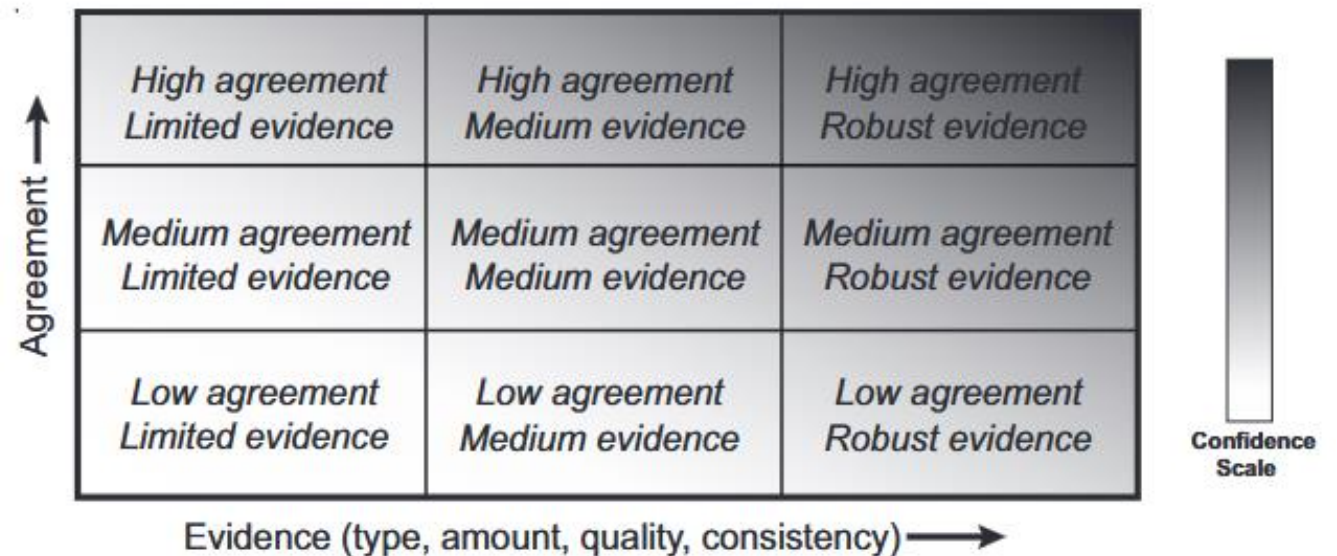 High agreement
Limited evidence
High agreement
Medium evidence
High agreement
Robust evidence
Agreement
Medium agreement
Limited evidence
Medium agreement
Medium evidence
Medium agreement
Robust evidence
Low agreement
Limited evidence
Low agreement
Medium evidence
Low agreement
Robust evidence
Confidence
Scale
Evidence (type, amount, quality, consistency)